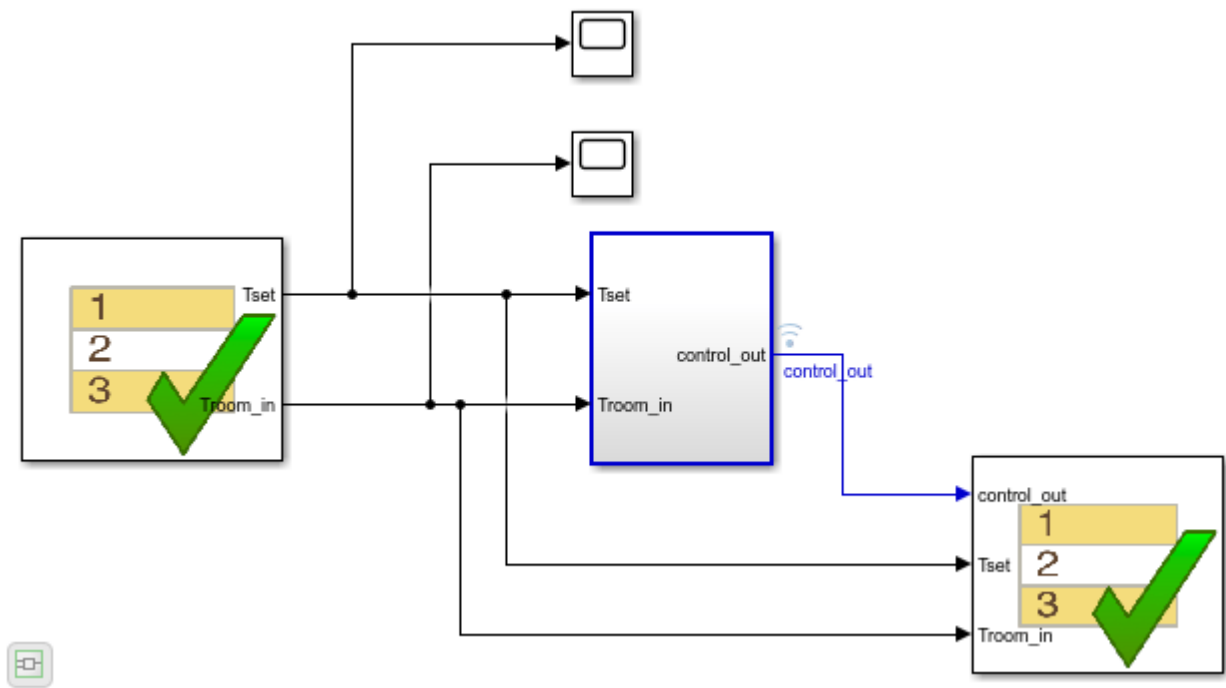 Tset
1
2
3
Troom_in
Tset
control_out
Troom_in
control_out
control_out
1
Tset
2
3
Troom_in